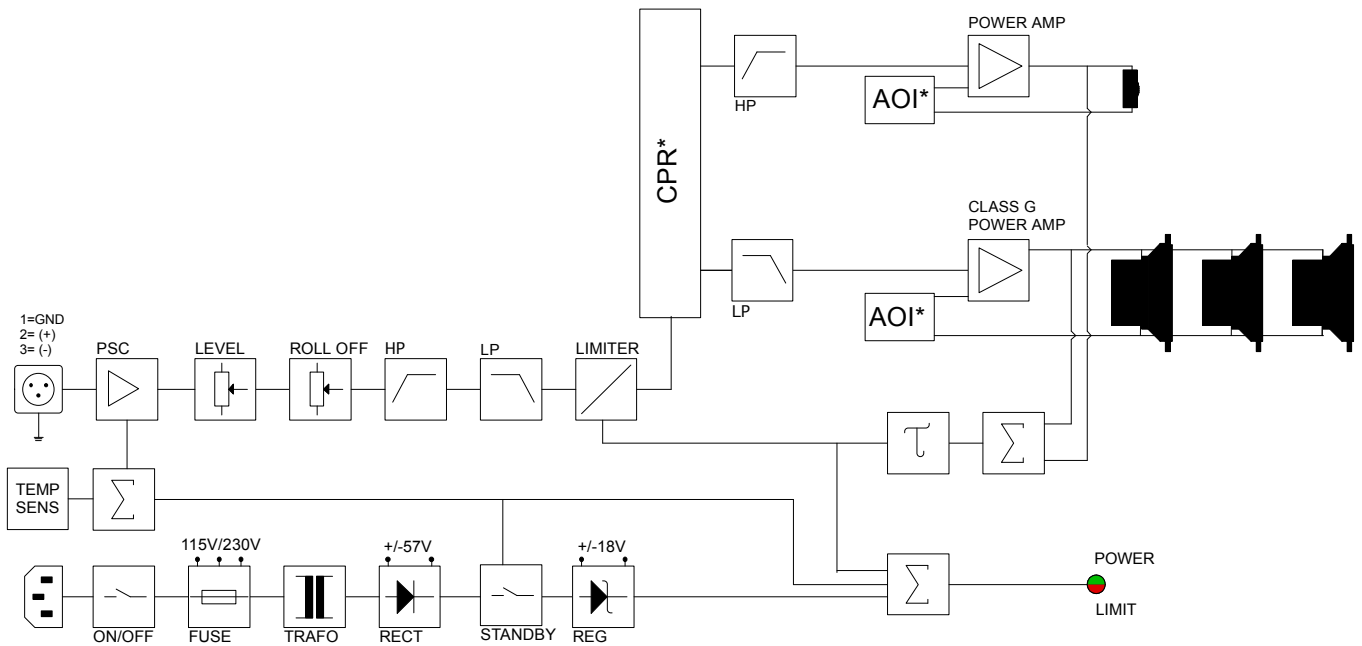 POWER AMP
HP
AOI*
CPR*
CLASS G
POWER AMP
LP
AOI*
1=GND
2= (+)
3= (-)
PSC
LEVEL
ROLL OFF
HP
LP
LIMITER
τ
Σ
TEMP
SENS
Σ
115V/230V
+/-57V
+/-18V
Σ
POWER
LIMIT
ON/OFF
FUSE
TRAFO
RECT
STANDBY
REG